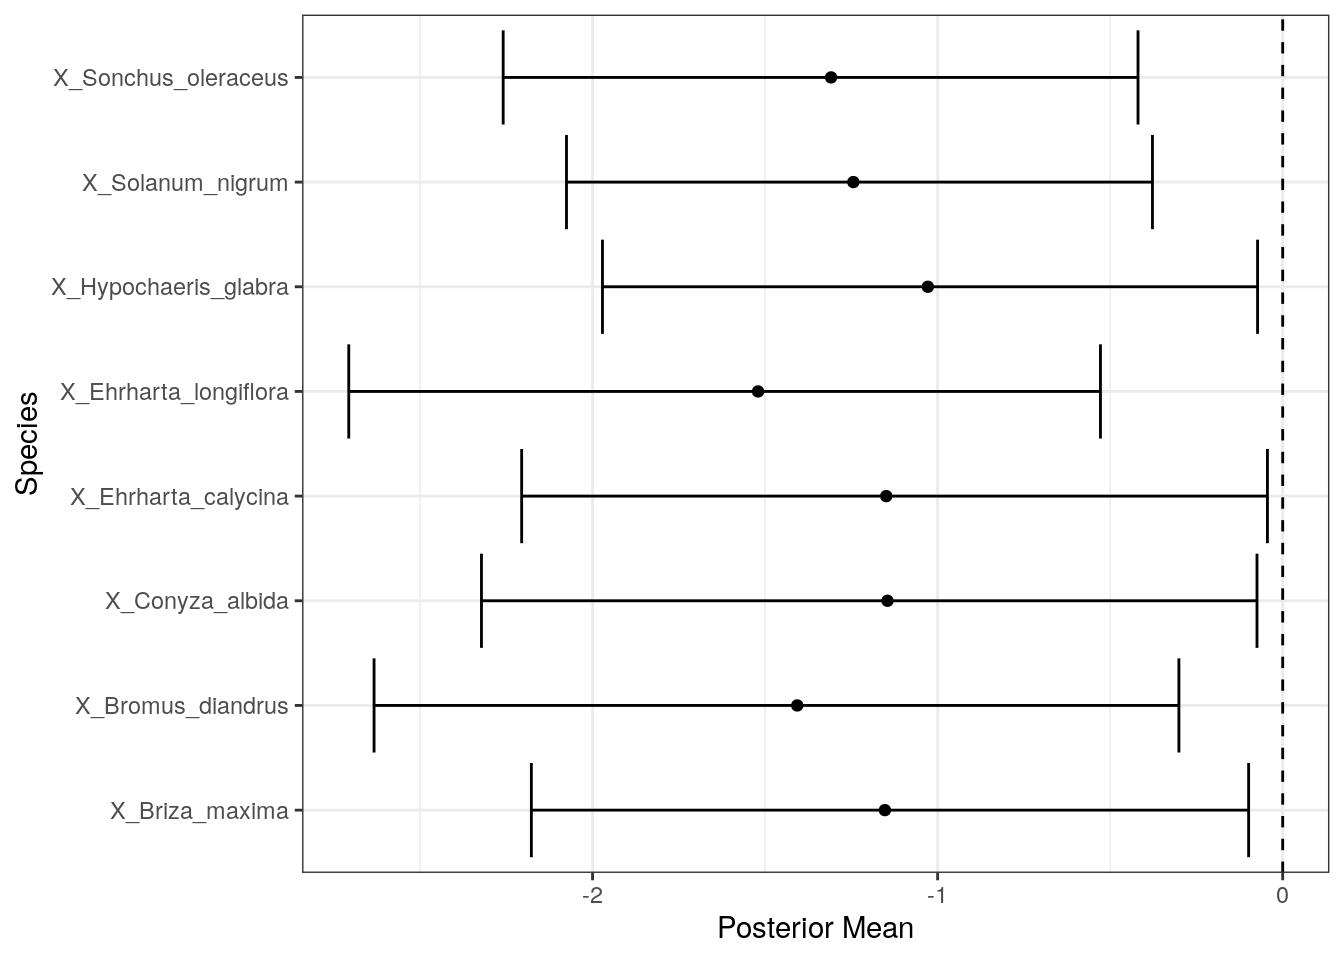 X_Sonchus_oleraceus
X_Solanum_nigrum
X_Hypochaeris_glabra
X_Ehrharta_longiflora
X_Ehrharta_calycina
X_Conyza_albida
X_Bromus_diandrus
X_Briza_maxima
Species
-2 -1 0
Posterior Mean